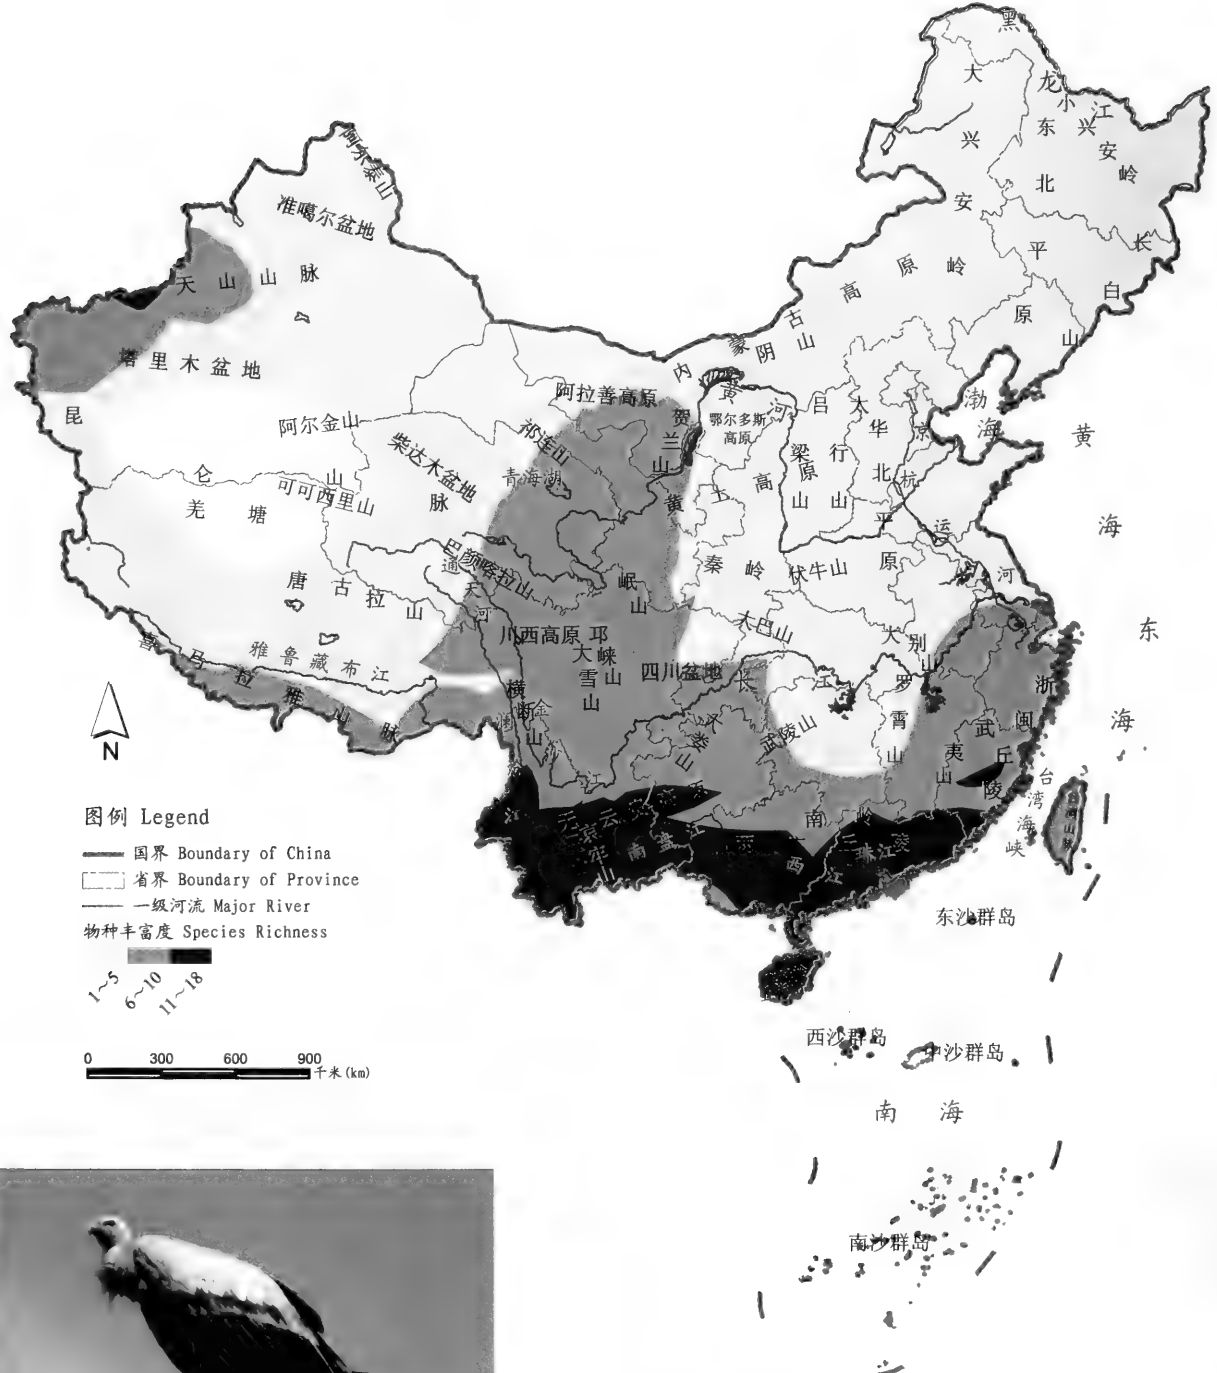 黑
龙
江
大
兴
安
岭
小
兴
安
岭
东
北
平
原
长
白
山
阿尔泰山
准噶尔盆地
天山山脉
塔里木盆地
昆
仑
山
脉
阿尔金山
柴达木盆地
可可西里山
羌塘
唐古拉山
内
蒙
古
高
原
阴山
阿拉善高原
贺
兰
山
祁连山
青海湖
黄
河
鄂尔多斯
高原
吕
梁
山
太
行
山
华
北
平
原
京
杭
运
河
渤
海
黄
海
东
海
黄
土
高
原
秦岭
伏牛山
巴颜喀拉山
通
天
河
岷
山
川西高原
邛
崃
山
大
雪
山
四川盆地
大巴山
大别山
长
江
喜马拉雅山脉
雅鲁藏布江
横
断
山
金
江
武陵山
娄
山
罗
霄
山
武
夷
山
浙
闽
丘
陵
南岭
云
南
盘
江
西
江
珠江
台
湾
海
峡
东沙群岛
西沙群岛
中沙群岛
南海
南沙群岛
N
图例 Legend
国界 Boundary of China
省界 Boundary of Province
一级河流 Major River
物种丰富度 Species Richness
1~5
6~10
11~18
0 300 600 900
千米(km)